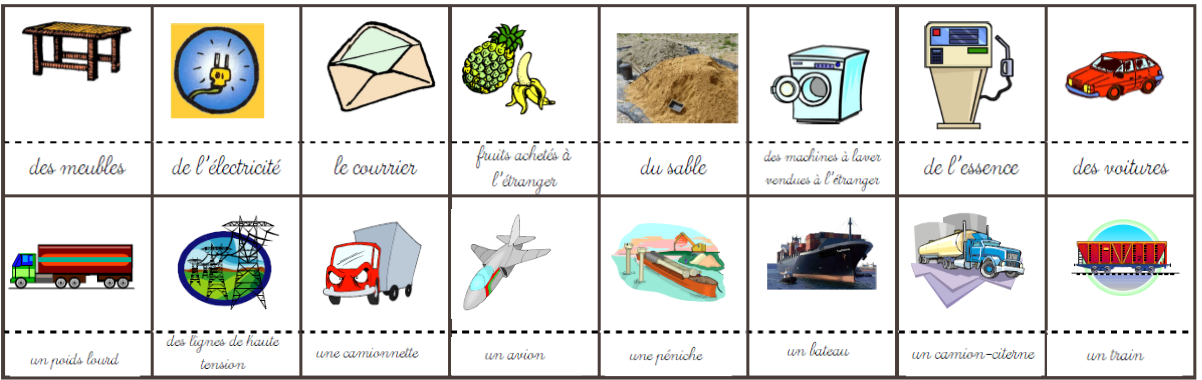 des meubles
de l'électricité
le courrier
fruits achetés à
l'étranger
du sable
des machines à laver
vendues à l'étranger
de l'essence
des voitures
un poids lourd
des lignes de haute
tension
une camionnette
un avion
une péniche
un bateau
un camion-citerne
un train